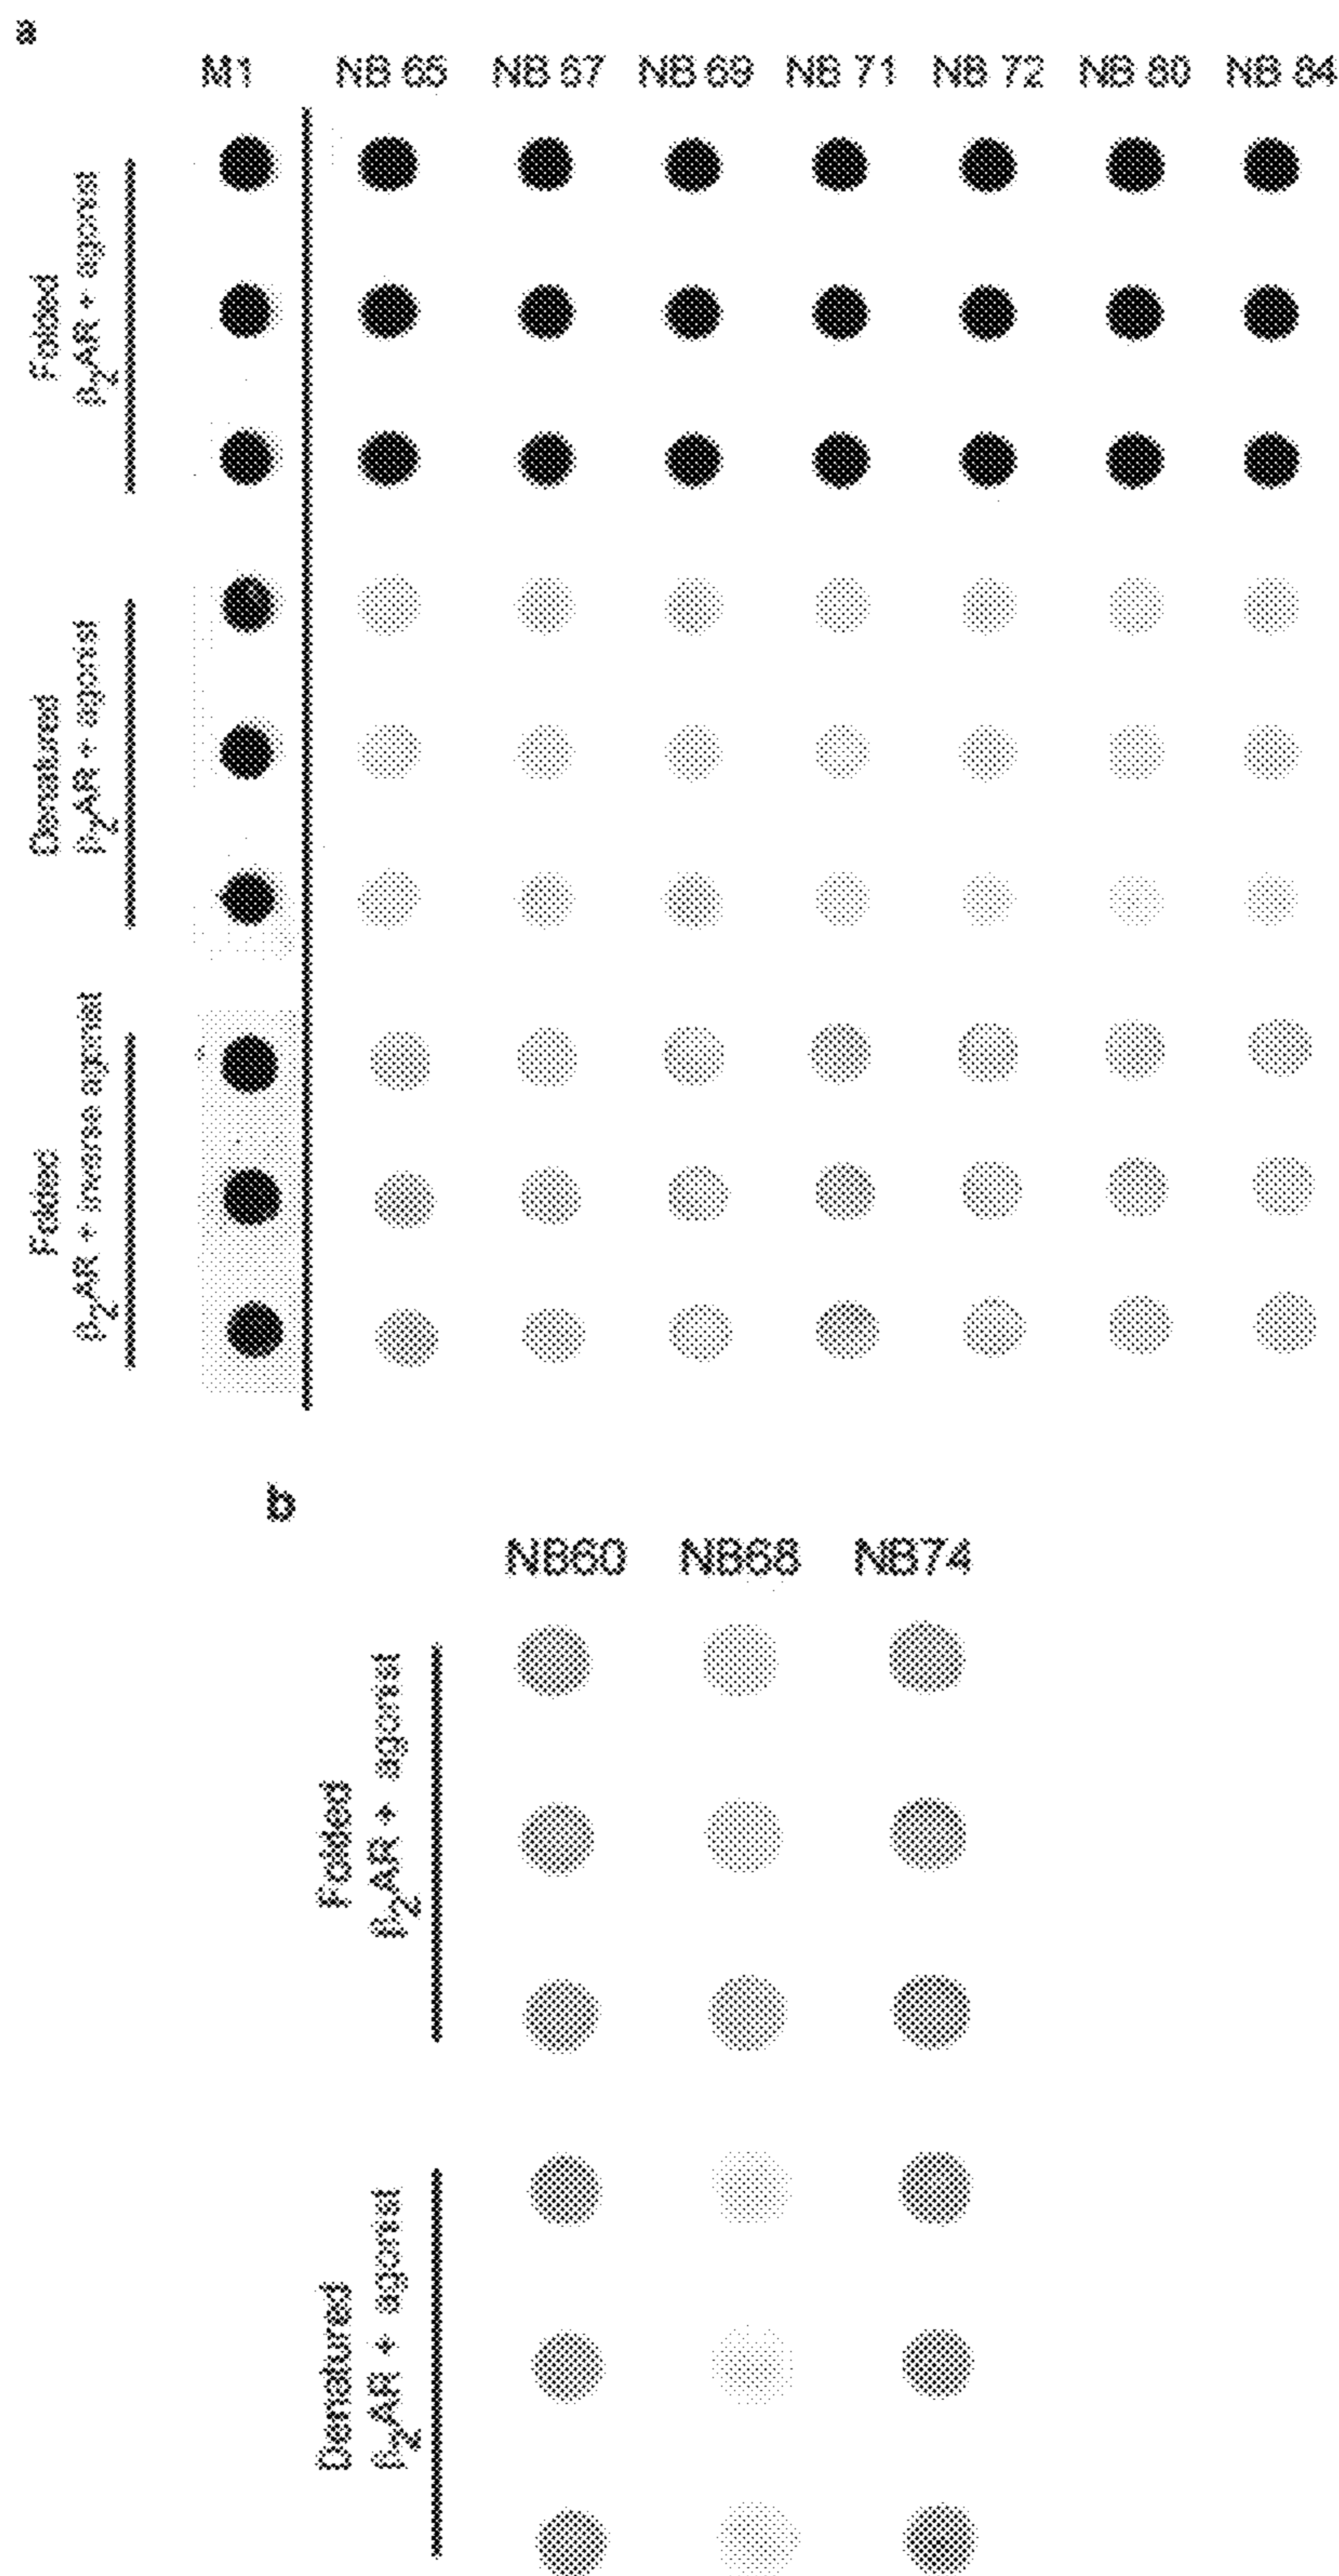 a
M1 NB 65 NB 67 NB 69 NB 71 NB 72 NB 80 NB 84
Folded
β2AR + agonist
Denatured
β2AR + agonist
Folded
β2AR + inverse agonist
b
NB60 NB68 NB74
Folded
β2AR + agonist
Denatured
β2AR + agonist